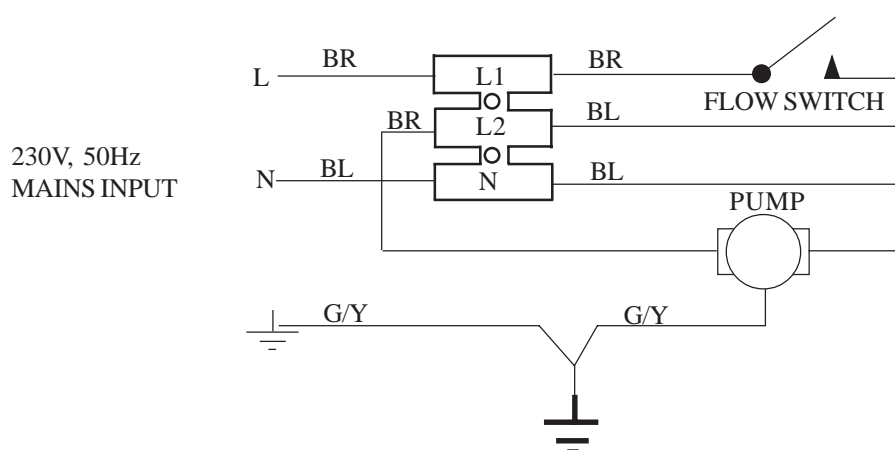 L
BR
L1
BR
FLOW SWITCH
BR
L2
BL
230V, 50Hz
MAINS INPUT
N
BL
N
BL
PUMP
G/Y
G/Y